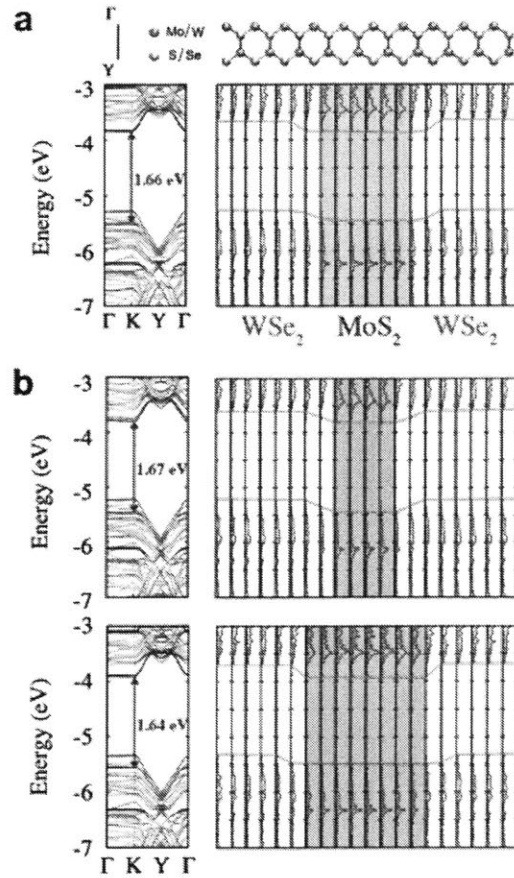 a
Γ
Y
Mo/W
S/Se
Energy (eV)
-3
-4
-5
-6
-7
1.66 eV
Γ K Y Γ
WSe₂ MoS₂ WSe₂
b
Energy (eV)
-3
-4
-5
-6
-7
1.67 eV
Energy (eV)
-3
-4
-5
-6
-7
1.64 eV
Γ K Y Γ